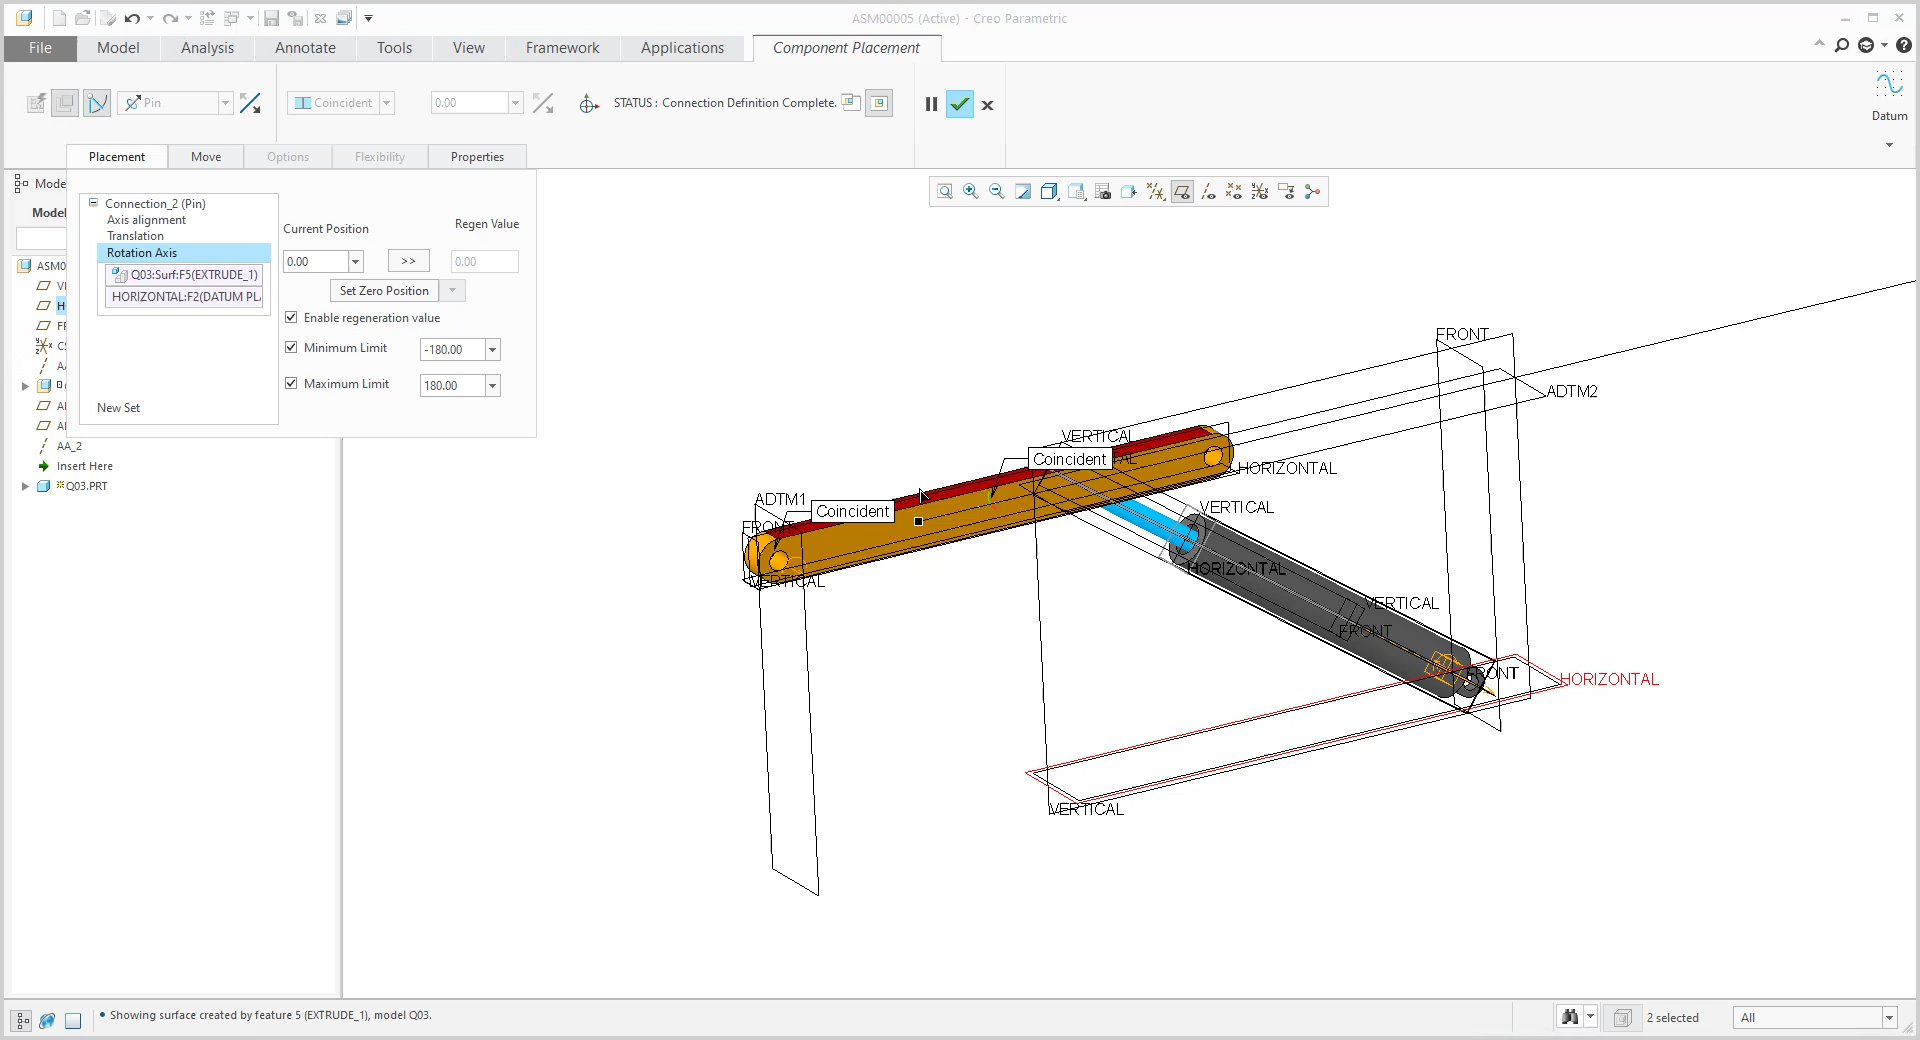 ASM00005 (Active) - Creo Parametric
File Model Analysis Annotate Tools View Framework Applications Component Placement
Pin Coincident 0.00 STATUS : Connection Definition Complete.
Datum
Placement Move Options Flexibility Properties
Mode
Model
Connection_2 (Pin)
Axis alignment
Translation
Rotation Axis
Q03:Surf:F5(EXTRUDE_1)
HORIZONTAL:F2(DATUM PL
New Set
Current Position Regen Value
0.00 >> 0.00
Set Zero Position
Enable regeneration value
Minimum Limit -180.00
Maximum Limit 180.00
ASM0
H
AA_2
Insert Here
Q03.PRT
FRONT
ADTM2
VERTICAL
Coincident
HORIZONTAL
ADTM1
Coincident
VERTICAL
FRONT
HORIZONTAL
VERTICAL
VERTICAL
FRONT
FRONT
HORIZONTAL
VERTICAL
Showing surface created by feature 5 (EXTRUDE_1), model Q03.
2 selected
All